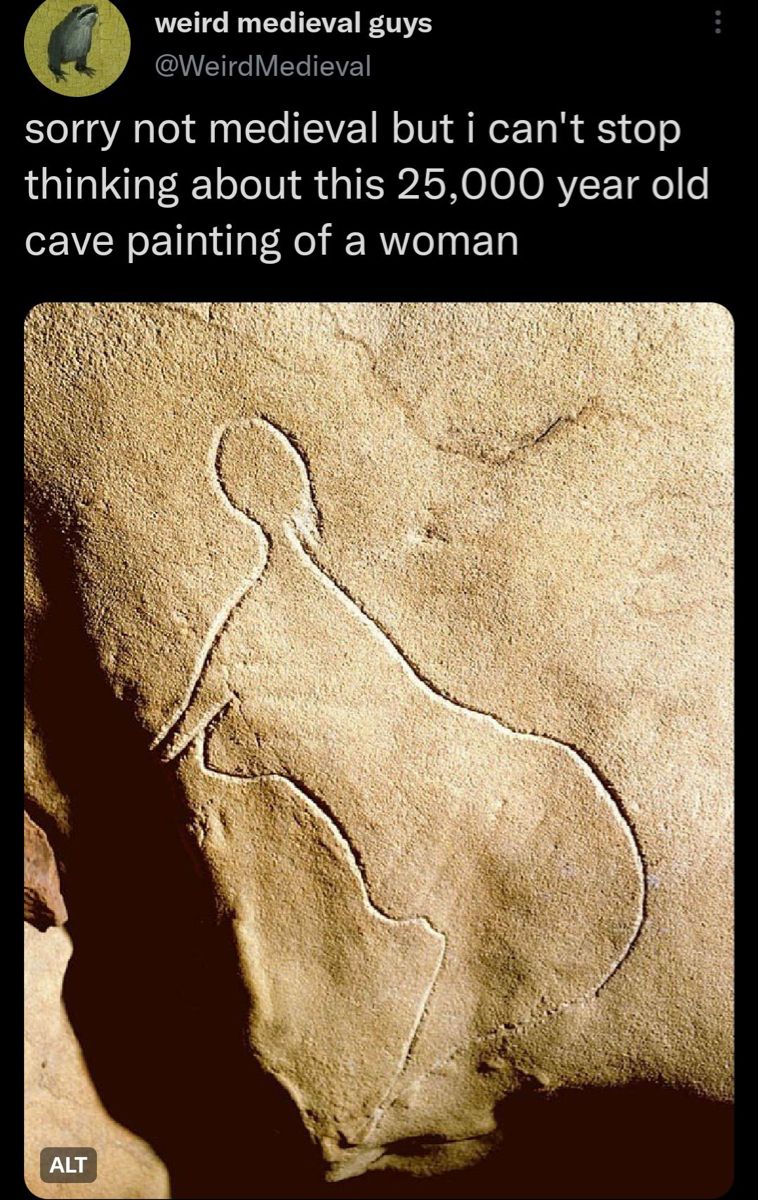 weird medieval guys
@WeirdMedieval
sorry not medieval but i can't stop
thinking about this 25,000 year old
cave painting of a woman
ALT